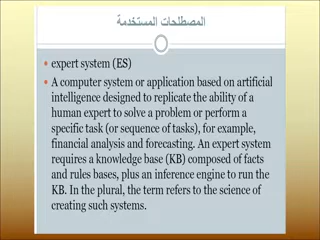 المصطلحات المستخدمة
• expert system (ES)
• A computer system or application based on artificial
intelligence designed to replicate the ability of a
human expert to solve a problem or perform a
specific task (or sequence of tasks), for example,
financial analysis and forecasting. An expert system
requires a knowledge base (KB) composed of facts
and rules bases, plus an inference engine to run the
KB. In the plural, the term refers to the science of
creating such systems.